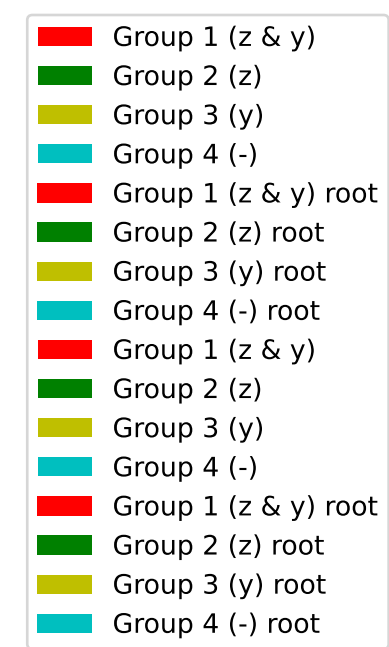 Group 1 (z & y)
Group 2 (z)
Group 3 (y)
Group 4 (-)
Group 1 (z & y) root
Group 2 (z) root
Group 3 (y) root
Group 4 (-) root
Group 1 (z & y)
Group 2 (z)
Group 3 (y)
Group 4 (-)
Group 1 (z & y) root
Group 2 (z) root
Group 3 (y) root
Group 4 (-) root